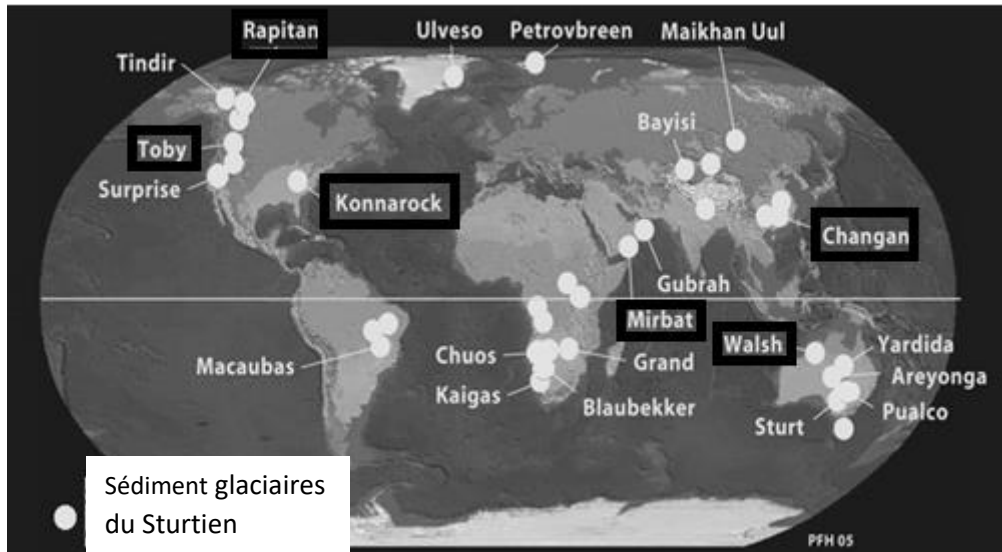 Rapitan
Ulveso
Petrovbreen
Maikhan Uul
Tindir
Bayisi
Toby
Surprise
Konnarock
Changan
Gubrah
Mirbat
Walsh
Yardida
Macaubas
Chuos
Grand
Areyonga
Kaigas
Blaubekker
Pualco
Sturt
Sédiment glaciaires
du Sturtien
PFH 05